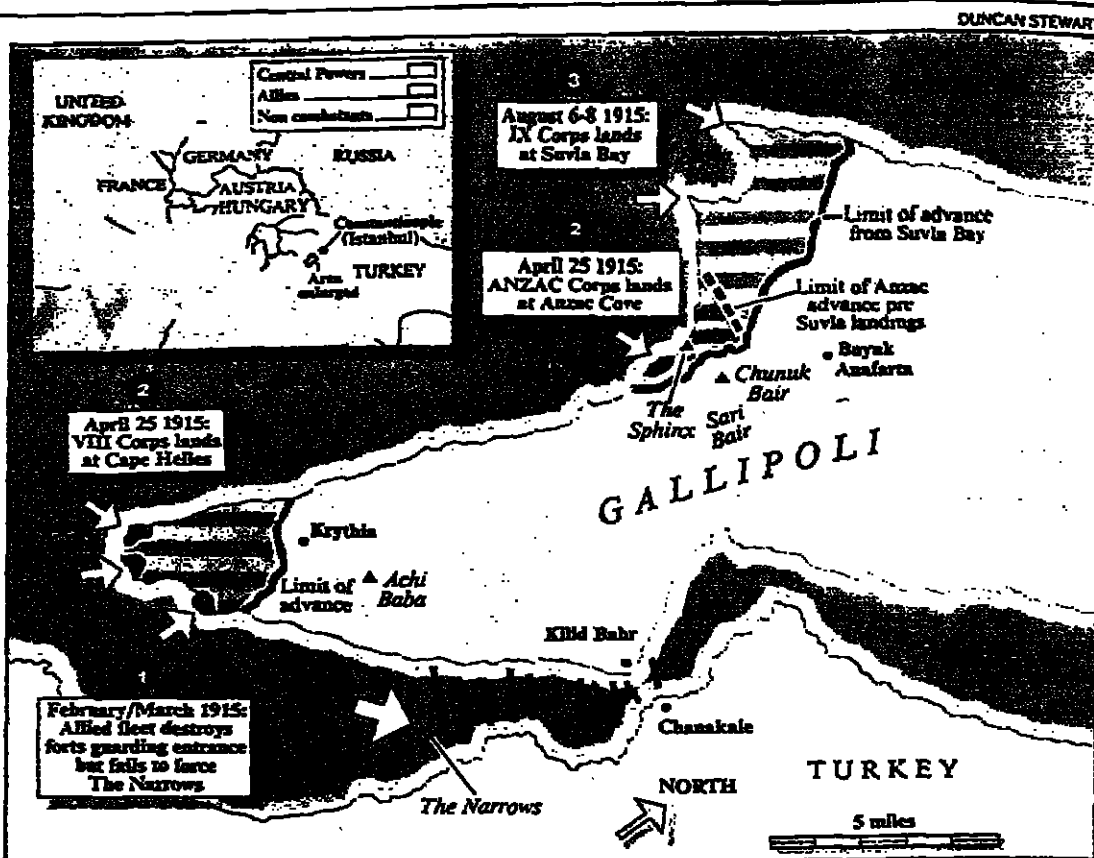 DUNCAN STEWART
Central Powers
Allies
Non combatants
UNITED
KINGDOM
GERMANY
RUSSIA
FRANCE
AUSTRIA
HUNGARY
Constantinople
(Istanbul)
TURKEY
Area
enlarged
3
August 6-8 1915:
IX Corps lands
at Suvla Bay
2
April 25 1915:
ANZAC Corps lands
at Anzac Cove
Limit of advance
from Suvla Bay
Limit of Anzac
advance pre
Suvla landings
Bayuk
Anafarta
Chunuk
Bair
The
Sphinx
Sari
Bair
2
April 25 1915:
VIII Corps lands
at Cape Helles
GALLIPOLI
Krythia
Limit of
advance
Achi
Baba
Kilid Bahr
1
February/March 1915:
Allied fleet destroys
forts guarding entrance
but fails to force
The Narrows
Chanakale
The Narrows
NORTH
TURKEY
5 miles